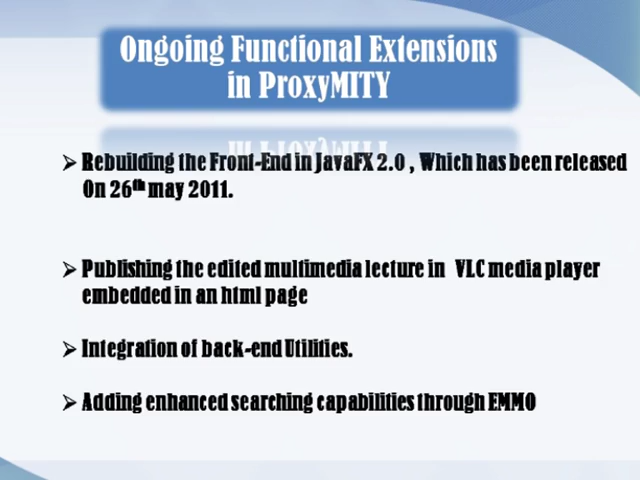 Ongoing Functional Extensions
in ProxyMITY
➢ Rebuilding the Front-End in JavaFX 2.0 , Which has been released
On 26th may 2011.
➢ Publishing the edited multimedia lecture in VLC media player
embedded in an html page
➢ Integration of back-end Utilities.
➢ Adding enhanced searching capabilities through EMMO